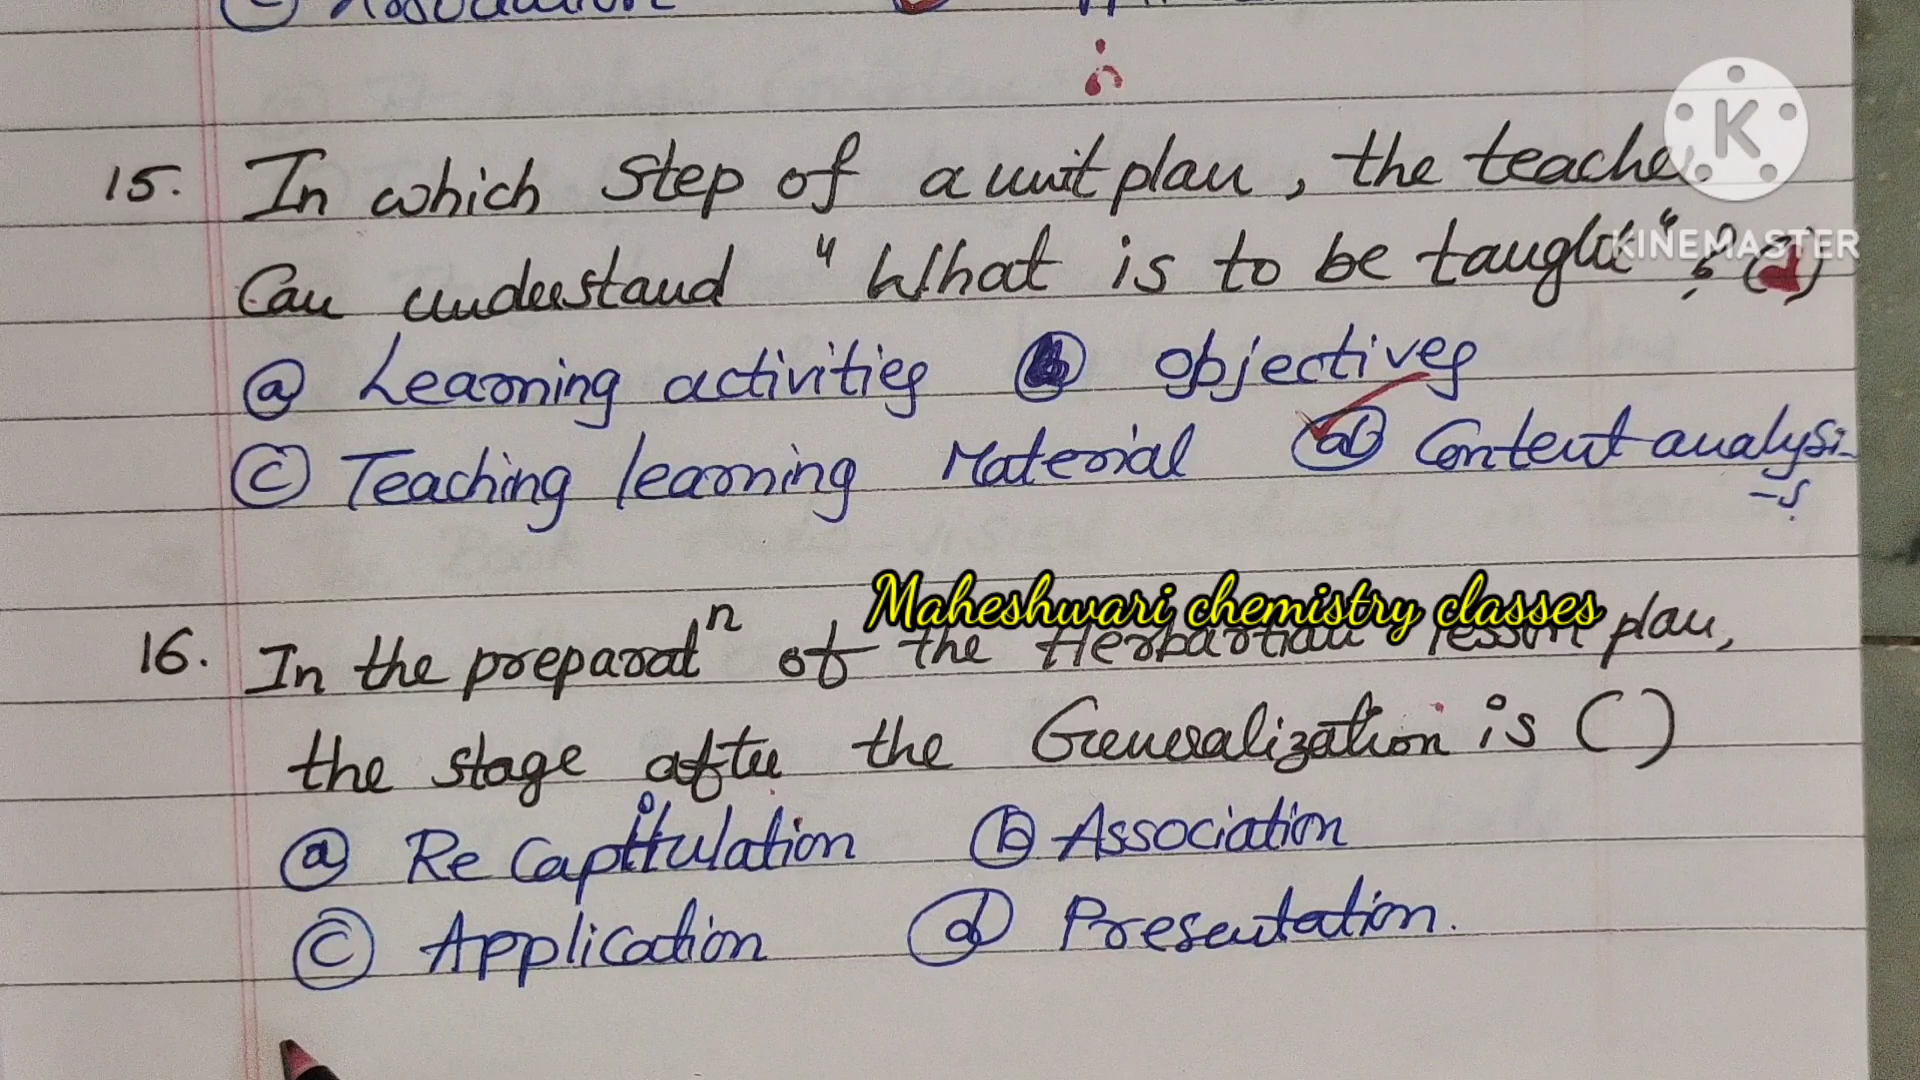 15. In which step of a unit plan, the teacher
Can understand "What is to be taught"? (d)
(a) Learning activities (b) objectives
(c) Teaching learning Material (d) Content analysi
-s.
Maheshwari chemistry classes
16. In the preparatn of the Herbartian lesson plan,
the stage after the Generalization is ( )
(a) Re Capitulation (b) Association
(c) Application (d) Presentation.
K
KINEMASTER